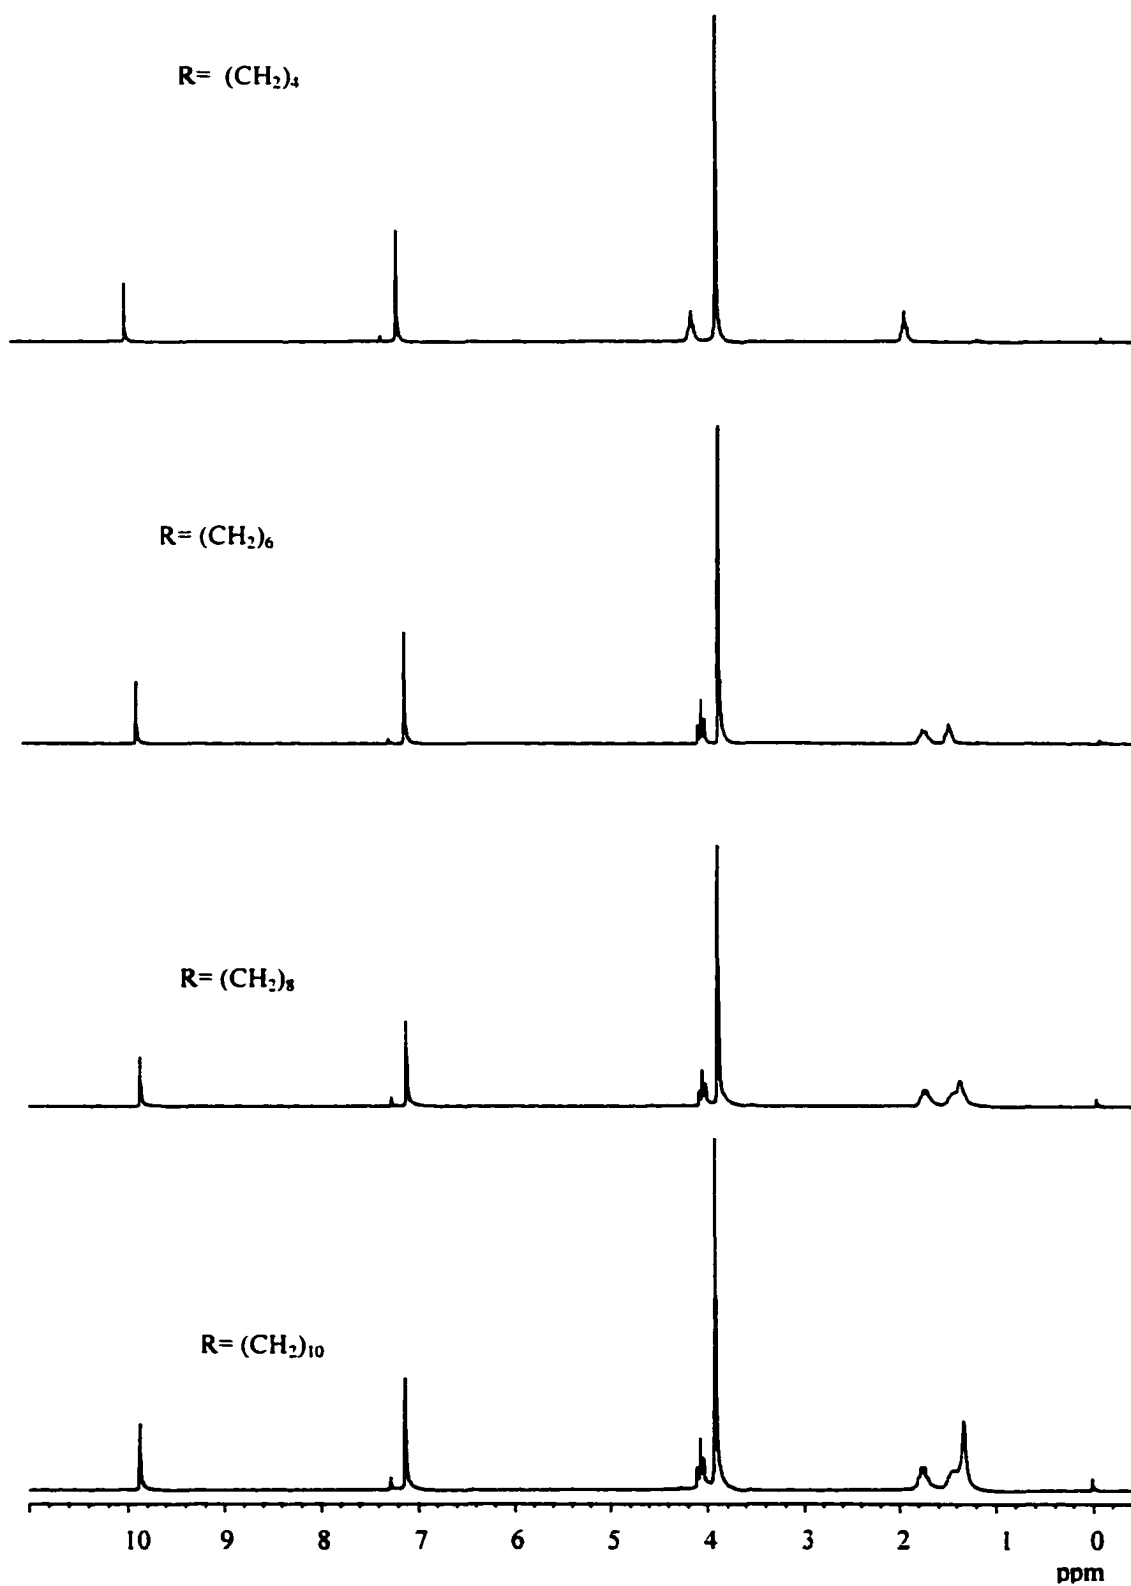 R= (CH₂)₄
R= (CH₂)₆
R= (CH₂)₈
R= (CH₂)₁₀
10 9 8 7 6 5 4 3 2 1 0
ppm